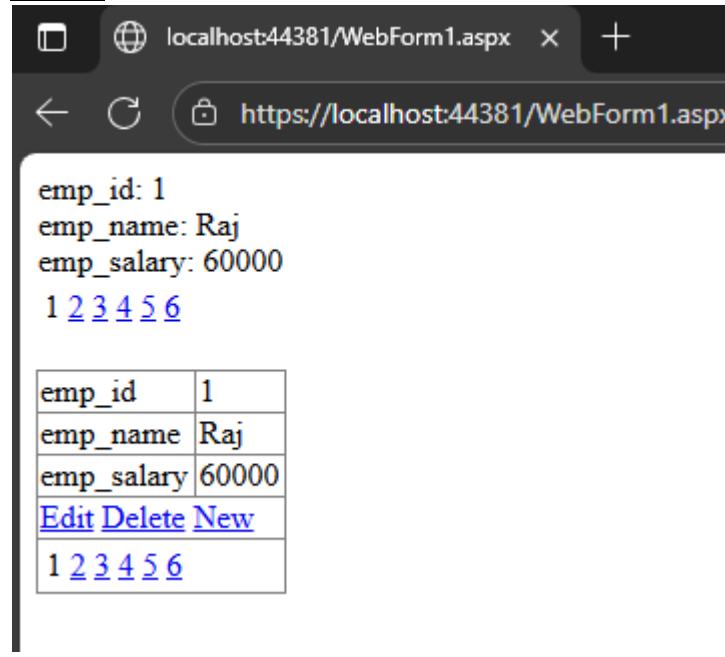 localhost:44381/WebForm1.aspx
https://localhost:44381/WebForm1.aspx
emp_id: 1
emp_name: Raj
emp_salary: 60000
1 2 3 4 5 6
emp_id 1
emp_name Raj
emp_salary 60000
Edit Delete New
1 2 3 4 5 6